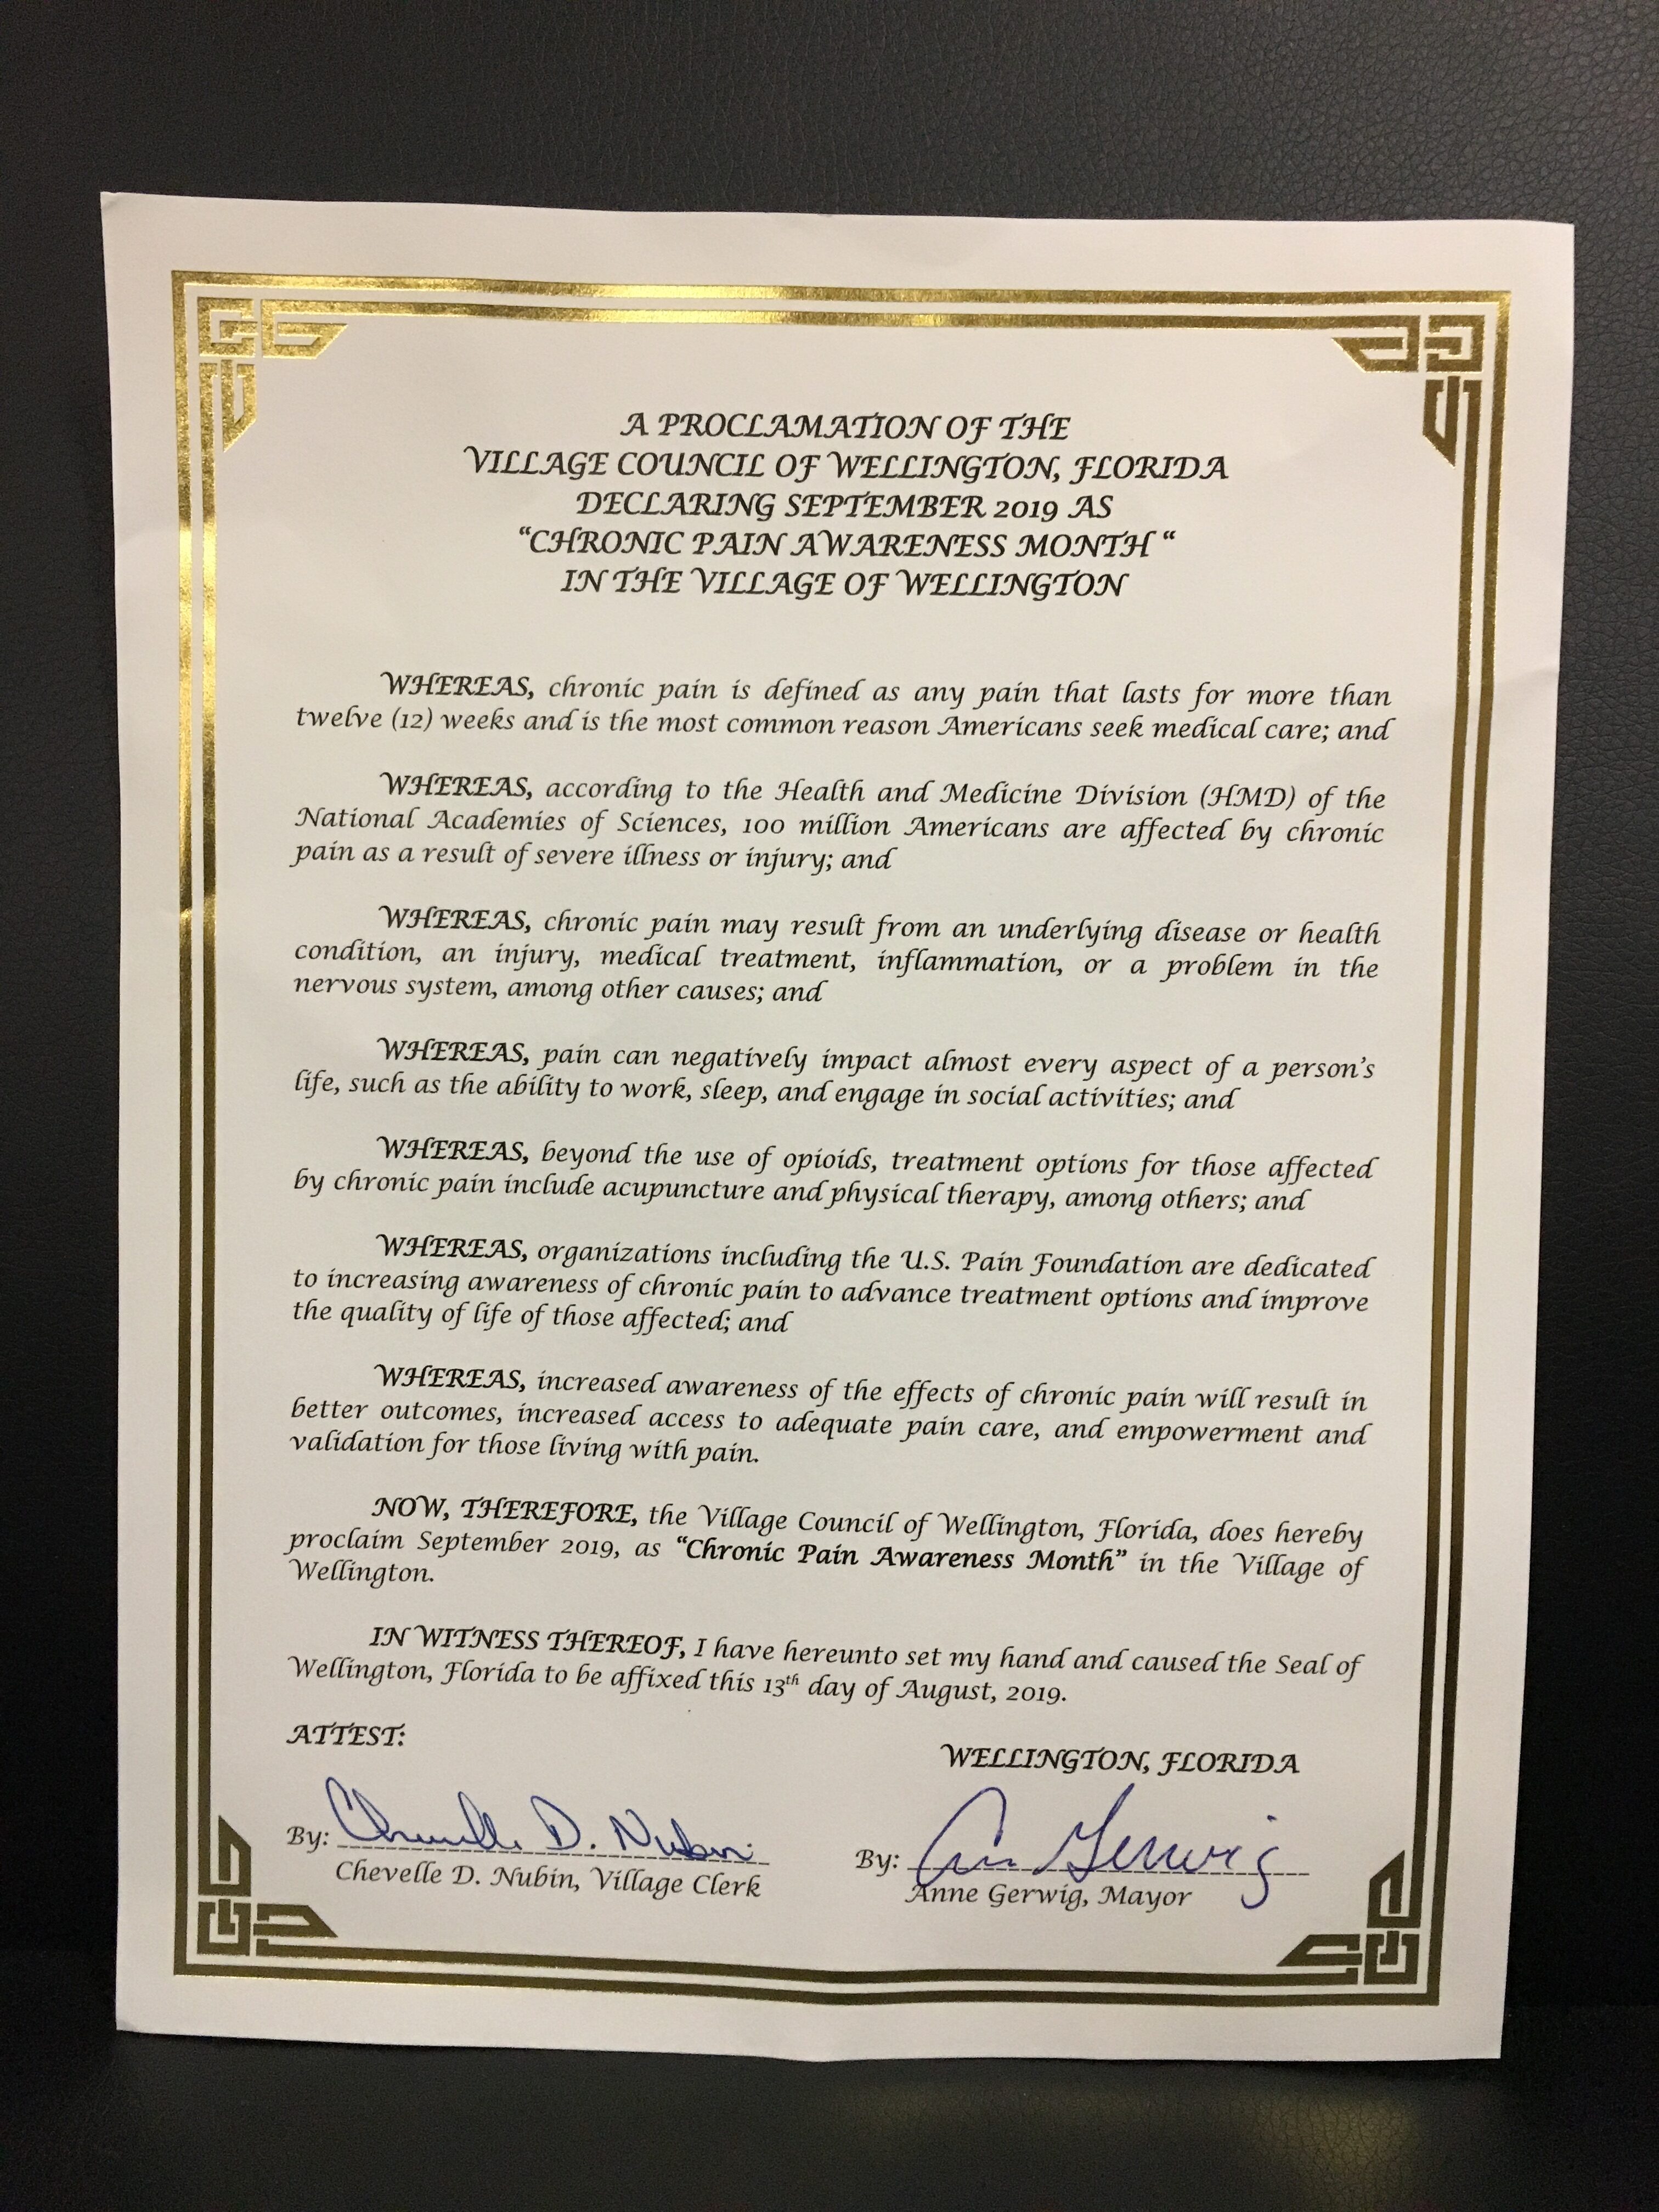 A PROCLAMATION OF THE
VILLAGE COUNCIL OF WELLINGTON, FLORIDA
DECLARING SEPTEMBER 2019 AS
“CHRONIC PAIN AWARENESS MONTH “
IN THE VILLAGE OF WELLINGTON
WHEREAS, chronic pain is defined as any pain that lasts for more than
twelve (12) weeks and is the most common reason Americans seek medical care; and
WHEREAS, according to the Health and Medicine Division (HMD) of the
National Academies of Sciences, 100 million Americans are affected by chronic
pain as a result of severe illness or injury; and
WHEREAS, chronic pain may result from an underlying disease or health
condition, an injury, medical treatment, inflammation, or a problem in the
nervous system, among other causes; and
WHEREAS, pain can negatively impact almost every aspect of a person’s
life, such as the ability to work, sleep, and engage in social activities; and
WHEREAS, beyond the use of opioids, treatment options for those affected
by chronic pain include acupuncture and physical therapy, among others; and
WHEREAS, organizations including the U.S. Pain Foundation are dedicated
to increasing awareness of chronic pain to advance treatment options and improve
the quality of life of those affected; and
WHEREAS, increased awareness of the effects of chronic pain will result in
better outcomes, increased access to adequate pain care, and empowerment and
validation for those living with pain.
NOW, THEREFORE, the Village Council of Wellington, Florida, does hereby
proclaim September 2019, as “Chronic Pain Awareness Month” in the Village of
Wellington.
IN WITNESS THEREOF, I have hereunto set my hand and caused the Seal of
Wellington, Florida to be affixed this 13th day of August, 2019.
ATTEST:
WELLINGTON, FLORIDA
By: Chevelle D. Nubin
Chevelle D. Nubin, Village Clerk
By: Anne Gerwig
Anne Gerwig, Mayor